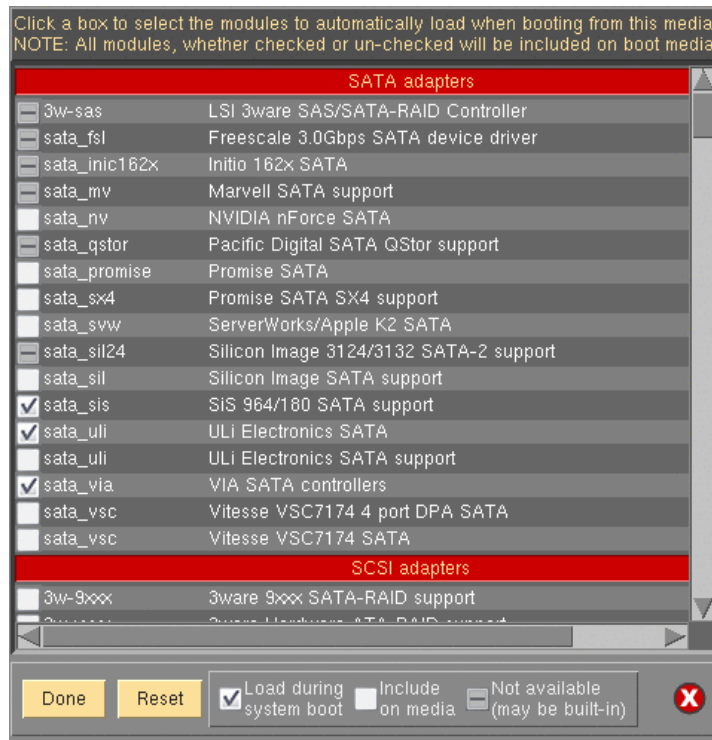 Click a box to select the modules to automatically load when booting from this media
NOTE: All modules, whether checked or un-checked will be included on boot media
SATA adapters
3w-sas LSI 3ware SAS/SATA-RAID Controller
sata_fsl Freescale 3.0Gbps SATA device driver
sata_inic162x Initio 162x SATA
sata_mv Marvell SATA support
sata_nv NVIDIA nForce SATA
sata_qstor Pacific Digital SATA QStor support
sata_promise Promise SATA
sata_sx4 Promise SATA SX4 support
sata_svw ServerWorks/Apple K2 SATA
sata_sil24 Silicon Image 3124/3132 SATA-2 support
sata_sil Silicon Image SATA support
sata_sis SiS 964/180 SATA support
sata_uli ULi Electronics SATA
sata_uli ULi Electronics SATA support
sata_via VIA SATA controllers
sata_vsc Vitesse VSC7174 4 port DPA SATA
sata_vsc Vitesse VSC7174 SATA
SCSI adapters
3w-9xxx 3ware 9xxx SATA-RAID support
3ware Hardware ATA-RAID support
Done Reset Load during system boot Include on media Not available (may be built-in)